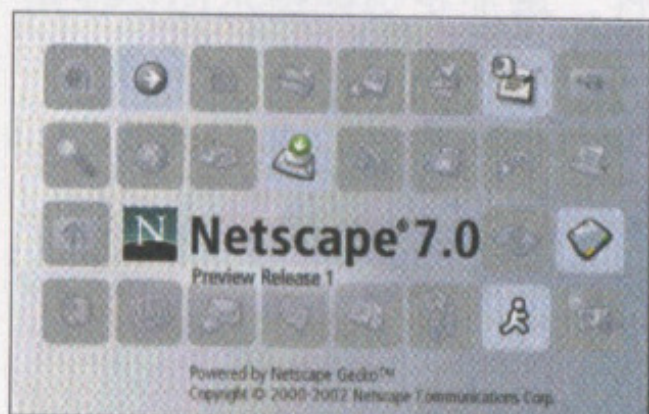 N Netscape® 7.0
Preview Release 1
Powered by Netscape Gecko™
Copyright © 2000-2002 Netscape Communications Corp.